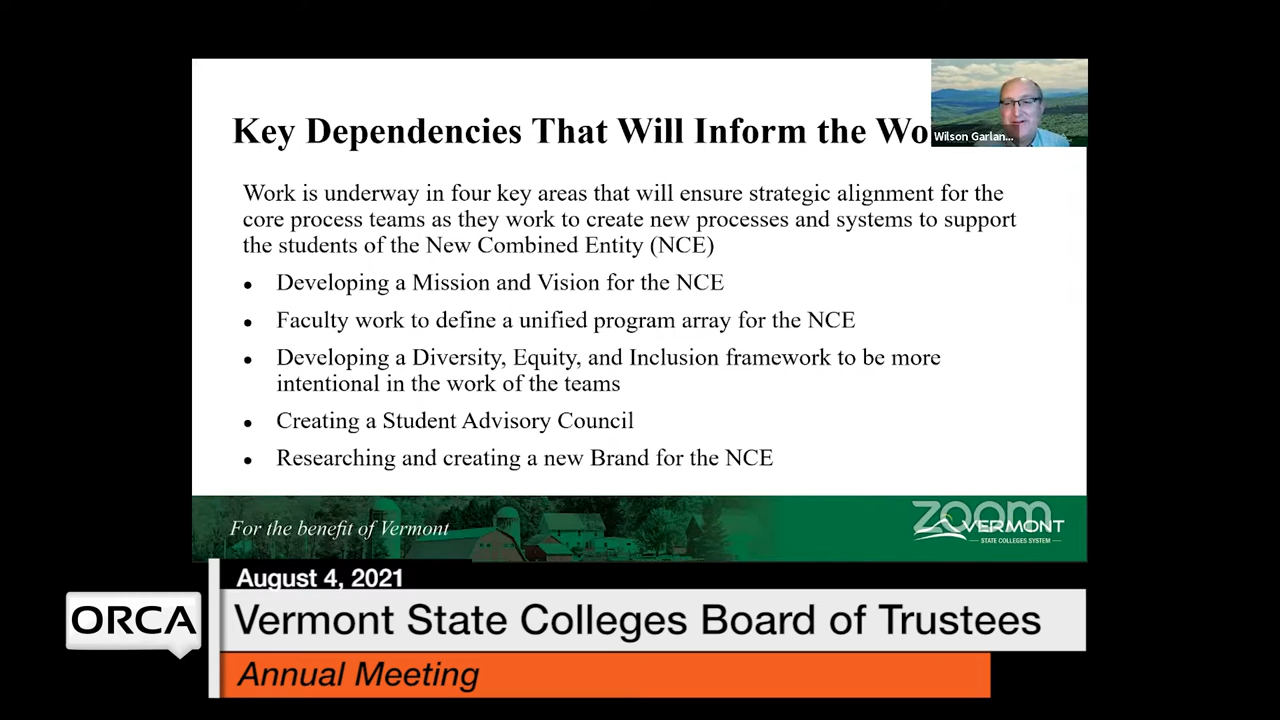 Key Dependencies That Will Inform the Wo
Wilson Garlan...
Work is underway in four key areas that will ensure strategic alignment for the
core process teams as they work to create new processes and systems to support
the students of the New Combined Entity (NCE)
• Developing a Mission and Vision for the NCE
• Faculty work to define a unified program array for the NCE
• Developing a Diversity, Equity, and Inclusion framework to be more
intentional in the work of the teams
• Creating a Student Advisory Council
• Researching and creating a new Brand for the NCE
For the benefit of Vermont
zoom
VERMONT
STATE COLLEGES SYSTEM
August 4, 2021
ORCA
Vermont State Colleges Board of Trustees
Annual Meeting